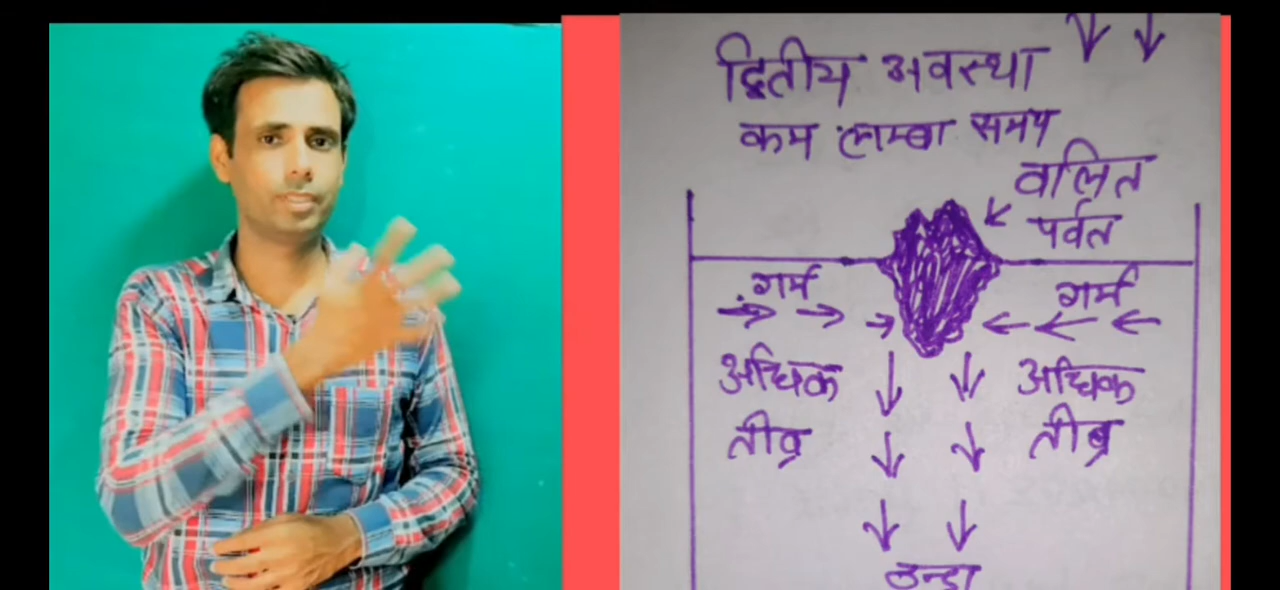 द्वितीय अवस्था
कम लम्बा समय
वलित
पर्वत
गर्म
गर्म
अधिक
तीव्र
अधिक
तीब्र
ठन्डा